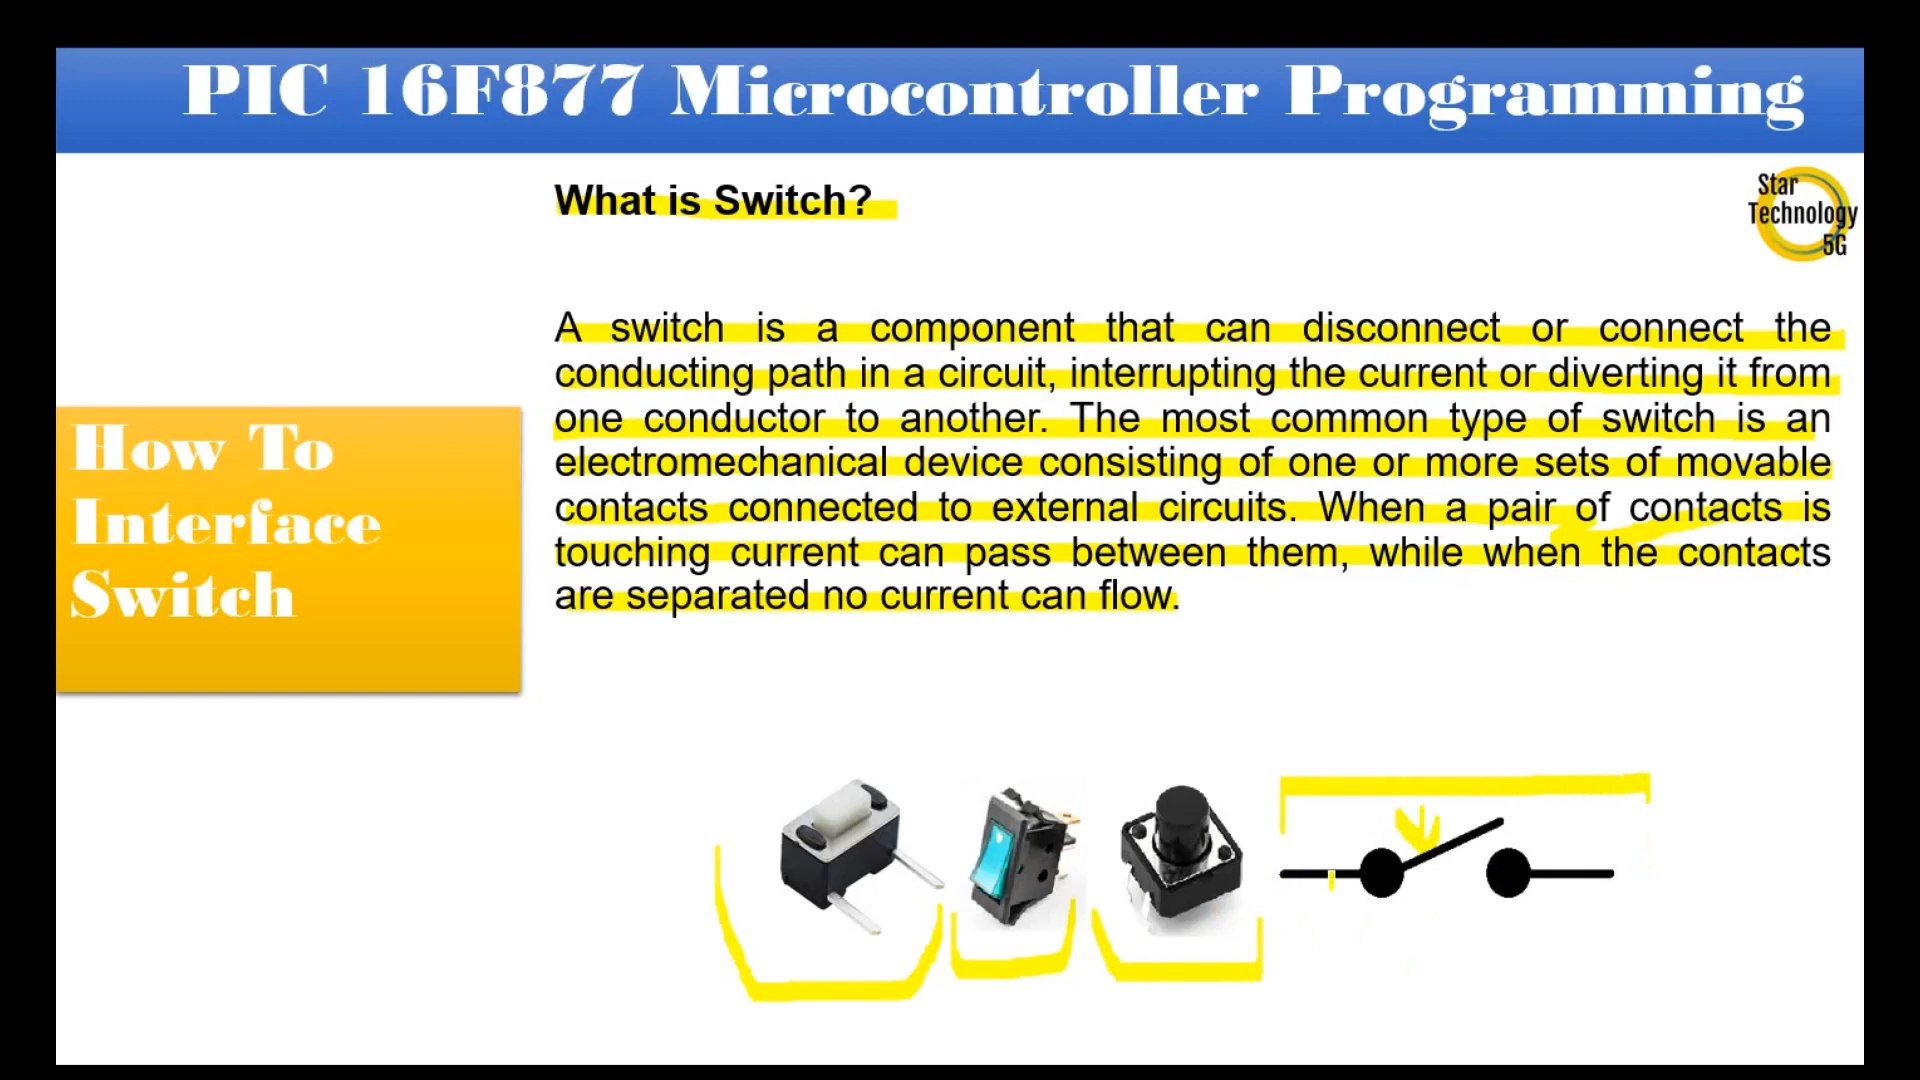 PIC 16F877 Microcontroller Programming
What is Switch?
Star
Technology
5G
A switch is a component that can disconnect or connect the
conducting path in a circuit, interrupting the current or diverting it from
one conductor to another. The most common type of switch is an
electromechanical device consisting of one or more sets of movable
contacts connected to external circuits. When a pair of contacts is
touching current can pass between them, while when the contacts
are separated no current can flow.
How To
Interface
Switch